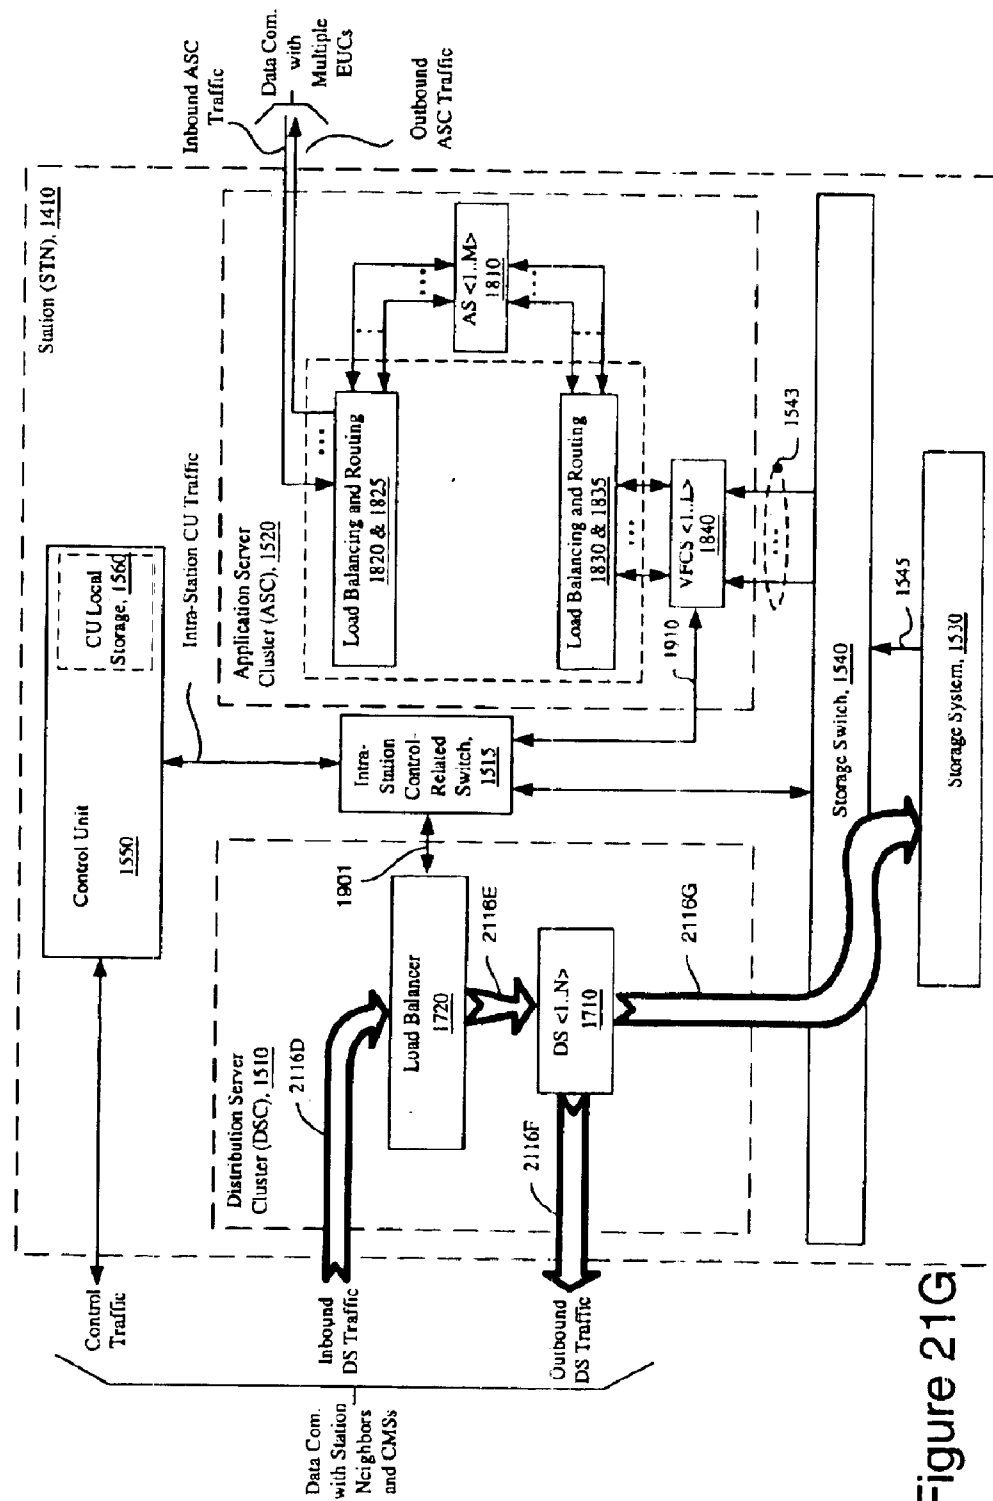 Station (STN), 1410
Control Unit
1550
CU Local
Storage, 1560
Control
Traffic
Intra-Station CU Traffic
Inbound ASC
Traffic
Data Com.
with
Multiple
EUCs
Outbound
ASC Traffic
Distribution Server
Cluster (DSC), 1510
2116D
Inbound
DS Traffic
Load Balancer
1720
1901
2116E
DS <1..N>
1710
2116F
Outbound
DS Traffic
2116G
Data Com.
with Station
Neighbors
and CMSs
Intra-
Station
Control-
Related
Switch,
1515
Application Server
Cluster (ASC), 1520
Load Balancing and Routing
1820 & 1825
AS <1..M>
1810
Load Balancing and Routing
1830 & 1835
1910
VFCS <1..L>
1840
1543
Storage Switch, 1540
1545
Storage System, 1530
Figure 21G